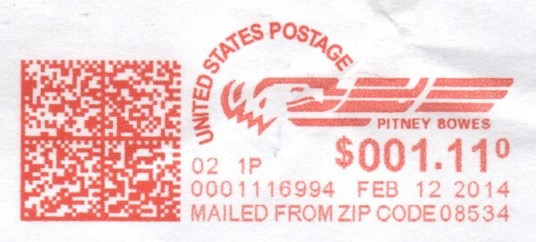 UNITED STATES POSTAGE
PITNEY BOWES
02 1P $001.11⁰
0001116994 FEB 12 2014
MAILED FROM ZIP CODE 08534